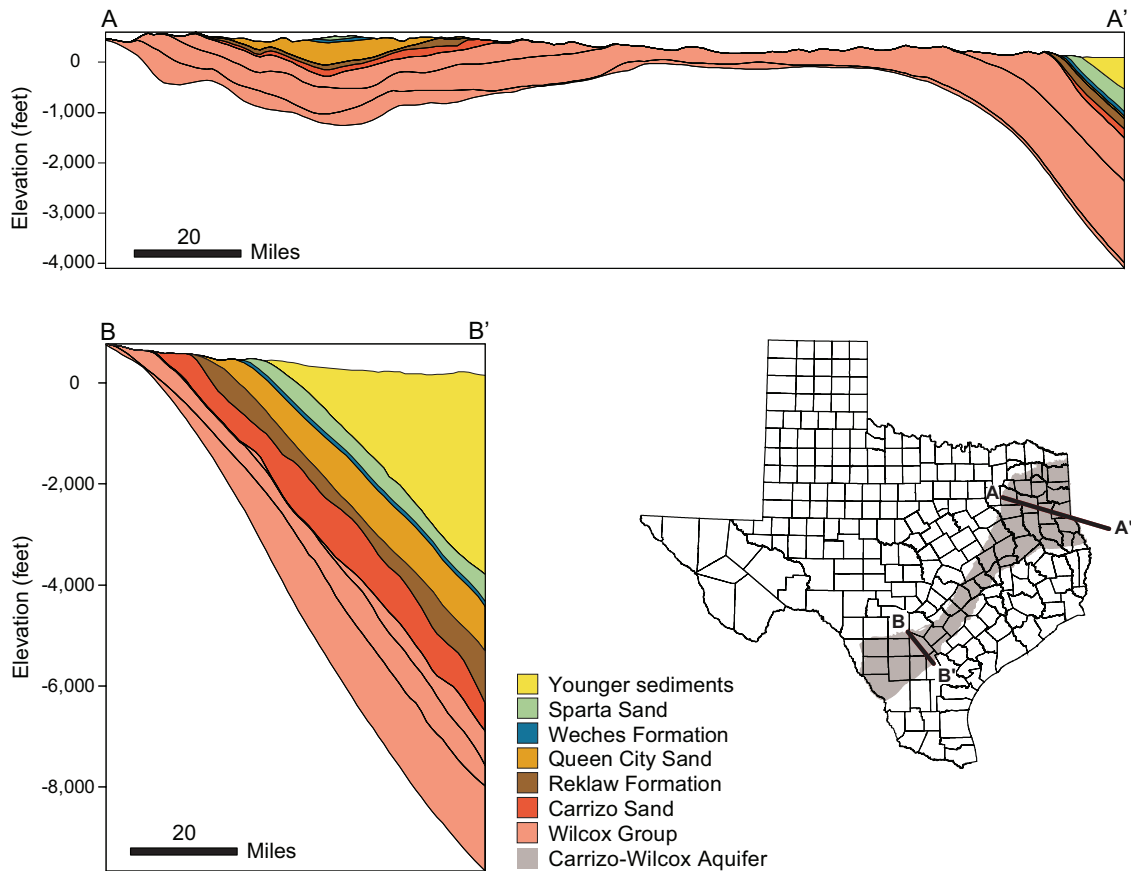 A A’
Elevation (feet)
0
-1,000
-2,000
-3,000
-4,000
20
Miles
B B’
Elevation (feet)
0
-2,000
-4,000
-6,000
-8,000
20
Miles
Younger sediments
Sparta Sand
Weches Formation
Queen City Sand
Reklaw Formation
Carrizo Sand
Wilcox Group
Carrizo-Wilcox Aquifer
A
A'
B
B'